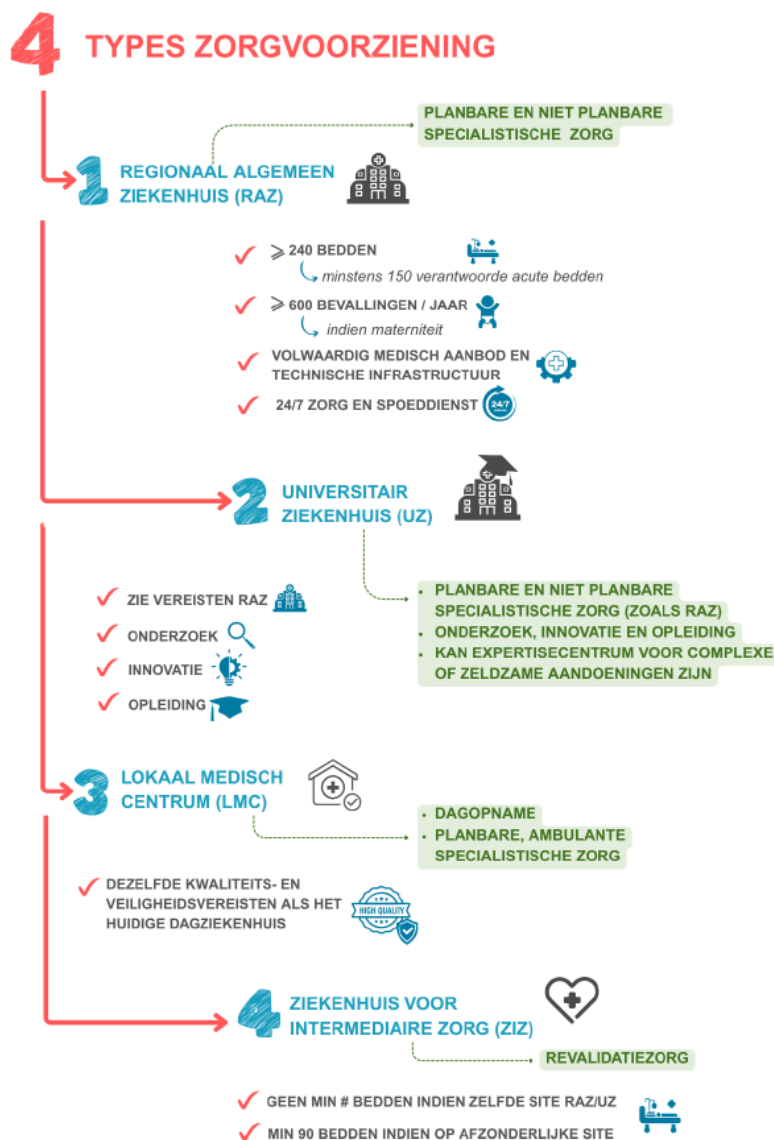 4 TYPES ZORGVOORZIENING
PLANBARE EN NIET PLANBARE
SPECIALISTISCHE ZORG
1 REGIONAAL ALGEMEEN
ZIEKENHUIS (RAZ)
⩾ 240 BEDDEN
minstens 150 verantwoorde acute bedden
⩾ 600 BEVALLINGEN / JAAR
indien materniteit
VOLWAARDIG MEDISCH AANBOD EN
TECHNISCHE INFRASTRUCTUUR
24/7 ZORG EN SPOEDDIENST
24/7
2 UNIVERSITAIR
ZIEKENHUIS (UZ)
ZIE VEREISTEN RAZ
ONDERZOEK
INNOVATIE
OPLEIDING
• PLANBARE EN NIET PLANBARE
SPECIALISTISCHE ZORG (ZOALS RAZ)
• ONDERZOEK, INNOVATIE EN OPLEIDING
• KAN EXPERTISECENTRUM VOOR COMPLEXE
OF ZELDZAME AANDOENINGEN ZIJN
3 LOKAAL MEDISCH
CENTRUM (LMC)
• DAGOPNAME
• PLANBARE, AMBULANTE
SPECIALISTISCHE ZORG
DEZELFDE KWALITEITS- EN
VEILIGHEIDSVEREISTEN ALS HET
HUIDIGE DAGZIEKENHUIS
HIGH QUALITY
4 ZIEKENHUIS VOOR
INTERMEDIAIRE ZORG (ZIZ)
REVALIDATIEZORG
GEEN MIN # BEDDEN INDIEN ZELFDE SITE RAZ/UZ
MIN 90 BEDDEN INDIEN OP AFZONDERLIJKE SITE